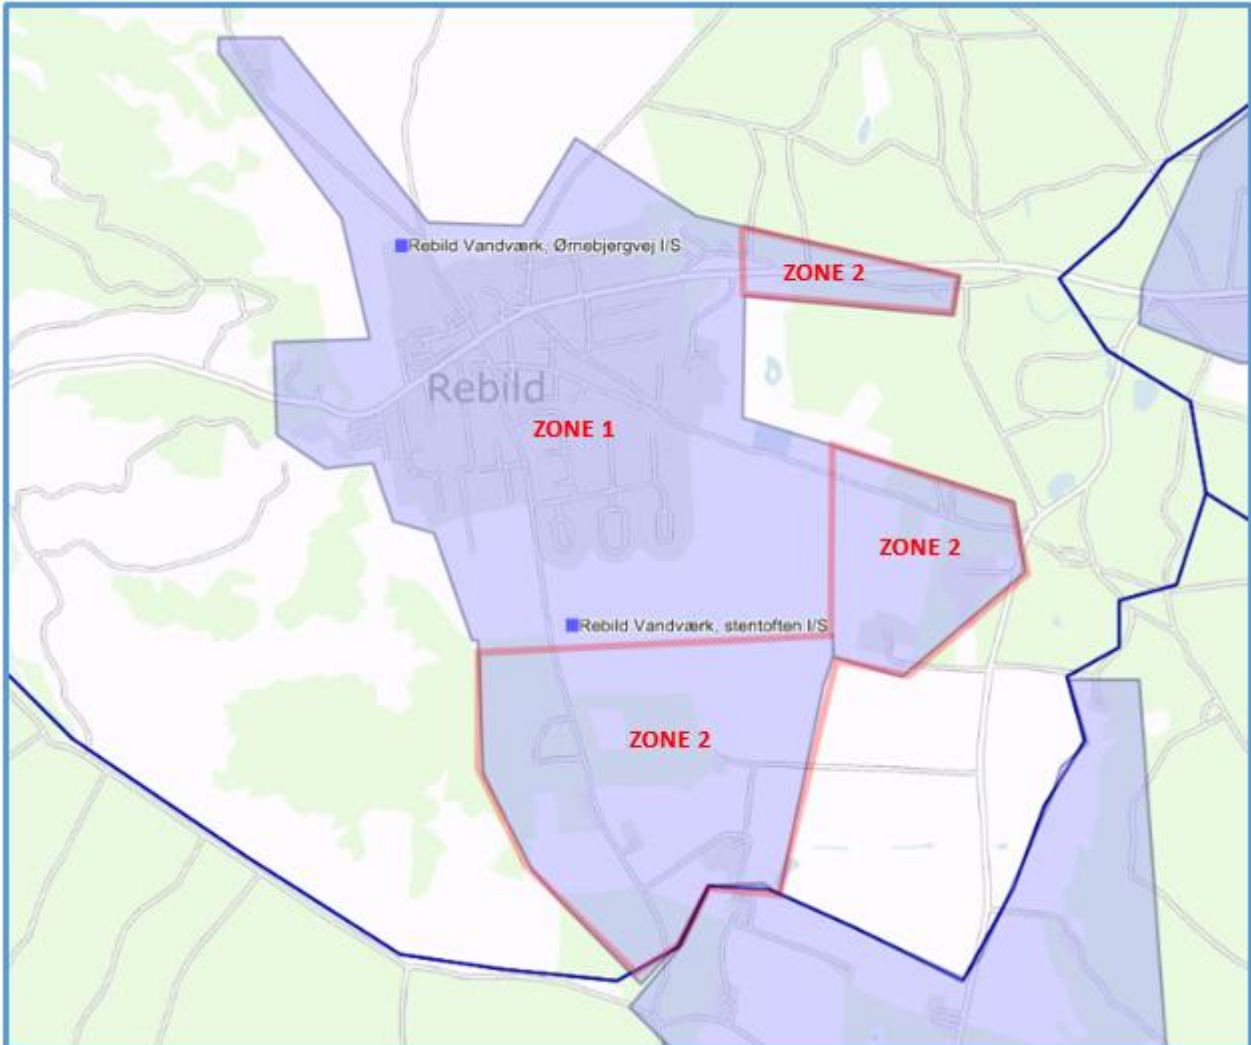 Rebild Vandværk, Ørnebjergvej I/S
ZONE 2
Rebild
ZONE 1
ZONE 2
Rebild Vandværk, stentoften I/S
ZONE 2